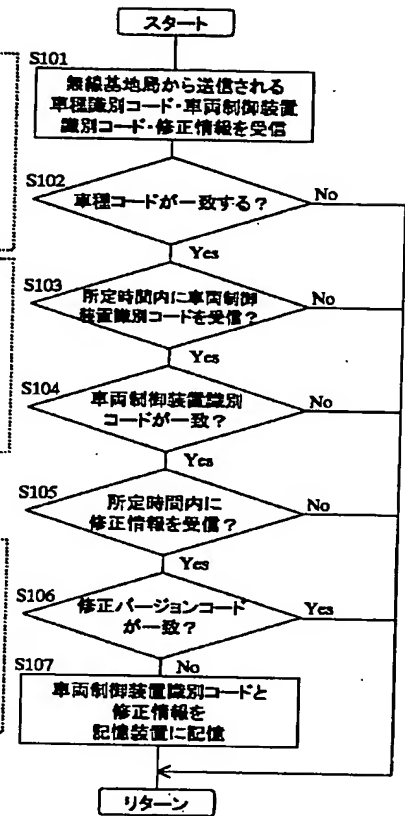 スタート
S101
無線基地局から送信される
車種識別コード・車両制御装置
識別コード・修正情報を受信
S102
車種コードが一致する？
No
Yes
S103
所定時間内に車両制御
装置識別コードを受信？
No
Yes
S104
車両制御装置識別
コードが一致？
No
Yes
S105
所定時間内に
修正情報を受信？
No
Yes
S106
修正バージョンコード
が一致？
Yes
No
S107
車両制御装置識別コードと
修正情報を
記憶装置に記憶
リターン